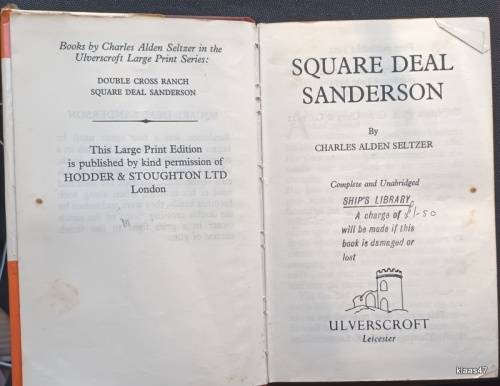 Books by Charles Alden Seltzer in the
Ulverscroft Large Print Series:
DOUBLE CROSS RANCH
SQUARE DEAL SANDERSON
This Large Print Edition
is published by kind permission of
HODDER & STOUGHTON LTD
London
SQUARE DEAL
SANDERSON
By
CHARLES ALDEN SELTZER
Complete and Unabridged
SHIP'S LIBRARY
A charge of $1-50
will be made if this
book is damaged or
lost
ULVERSCROFT
Leicester
klaas47